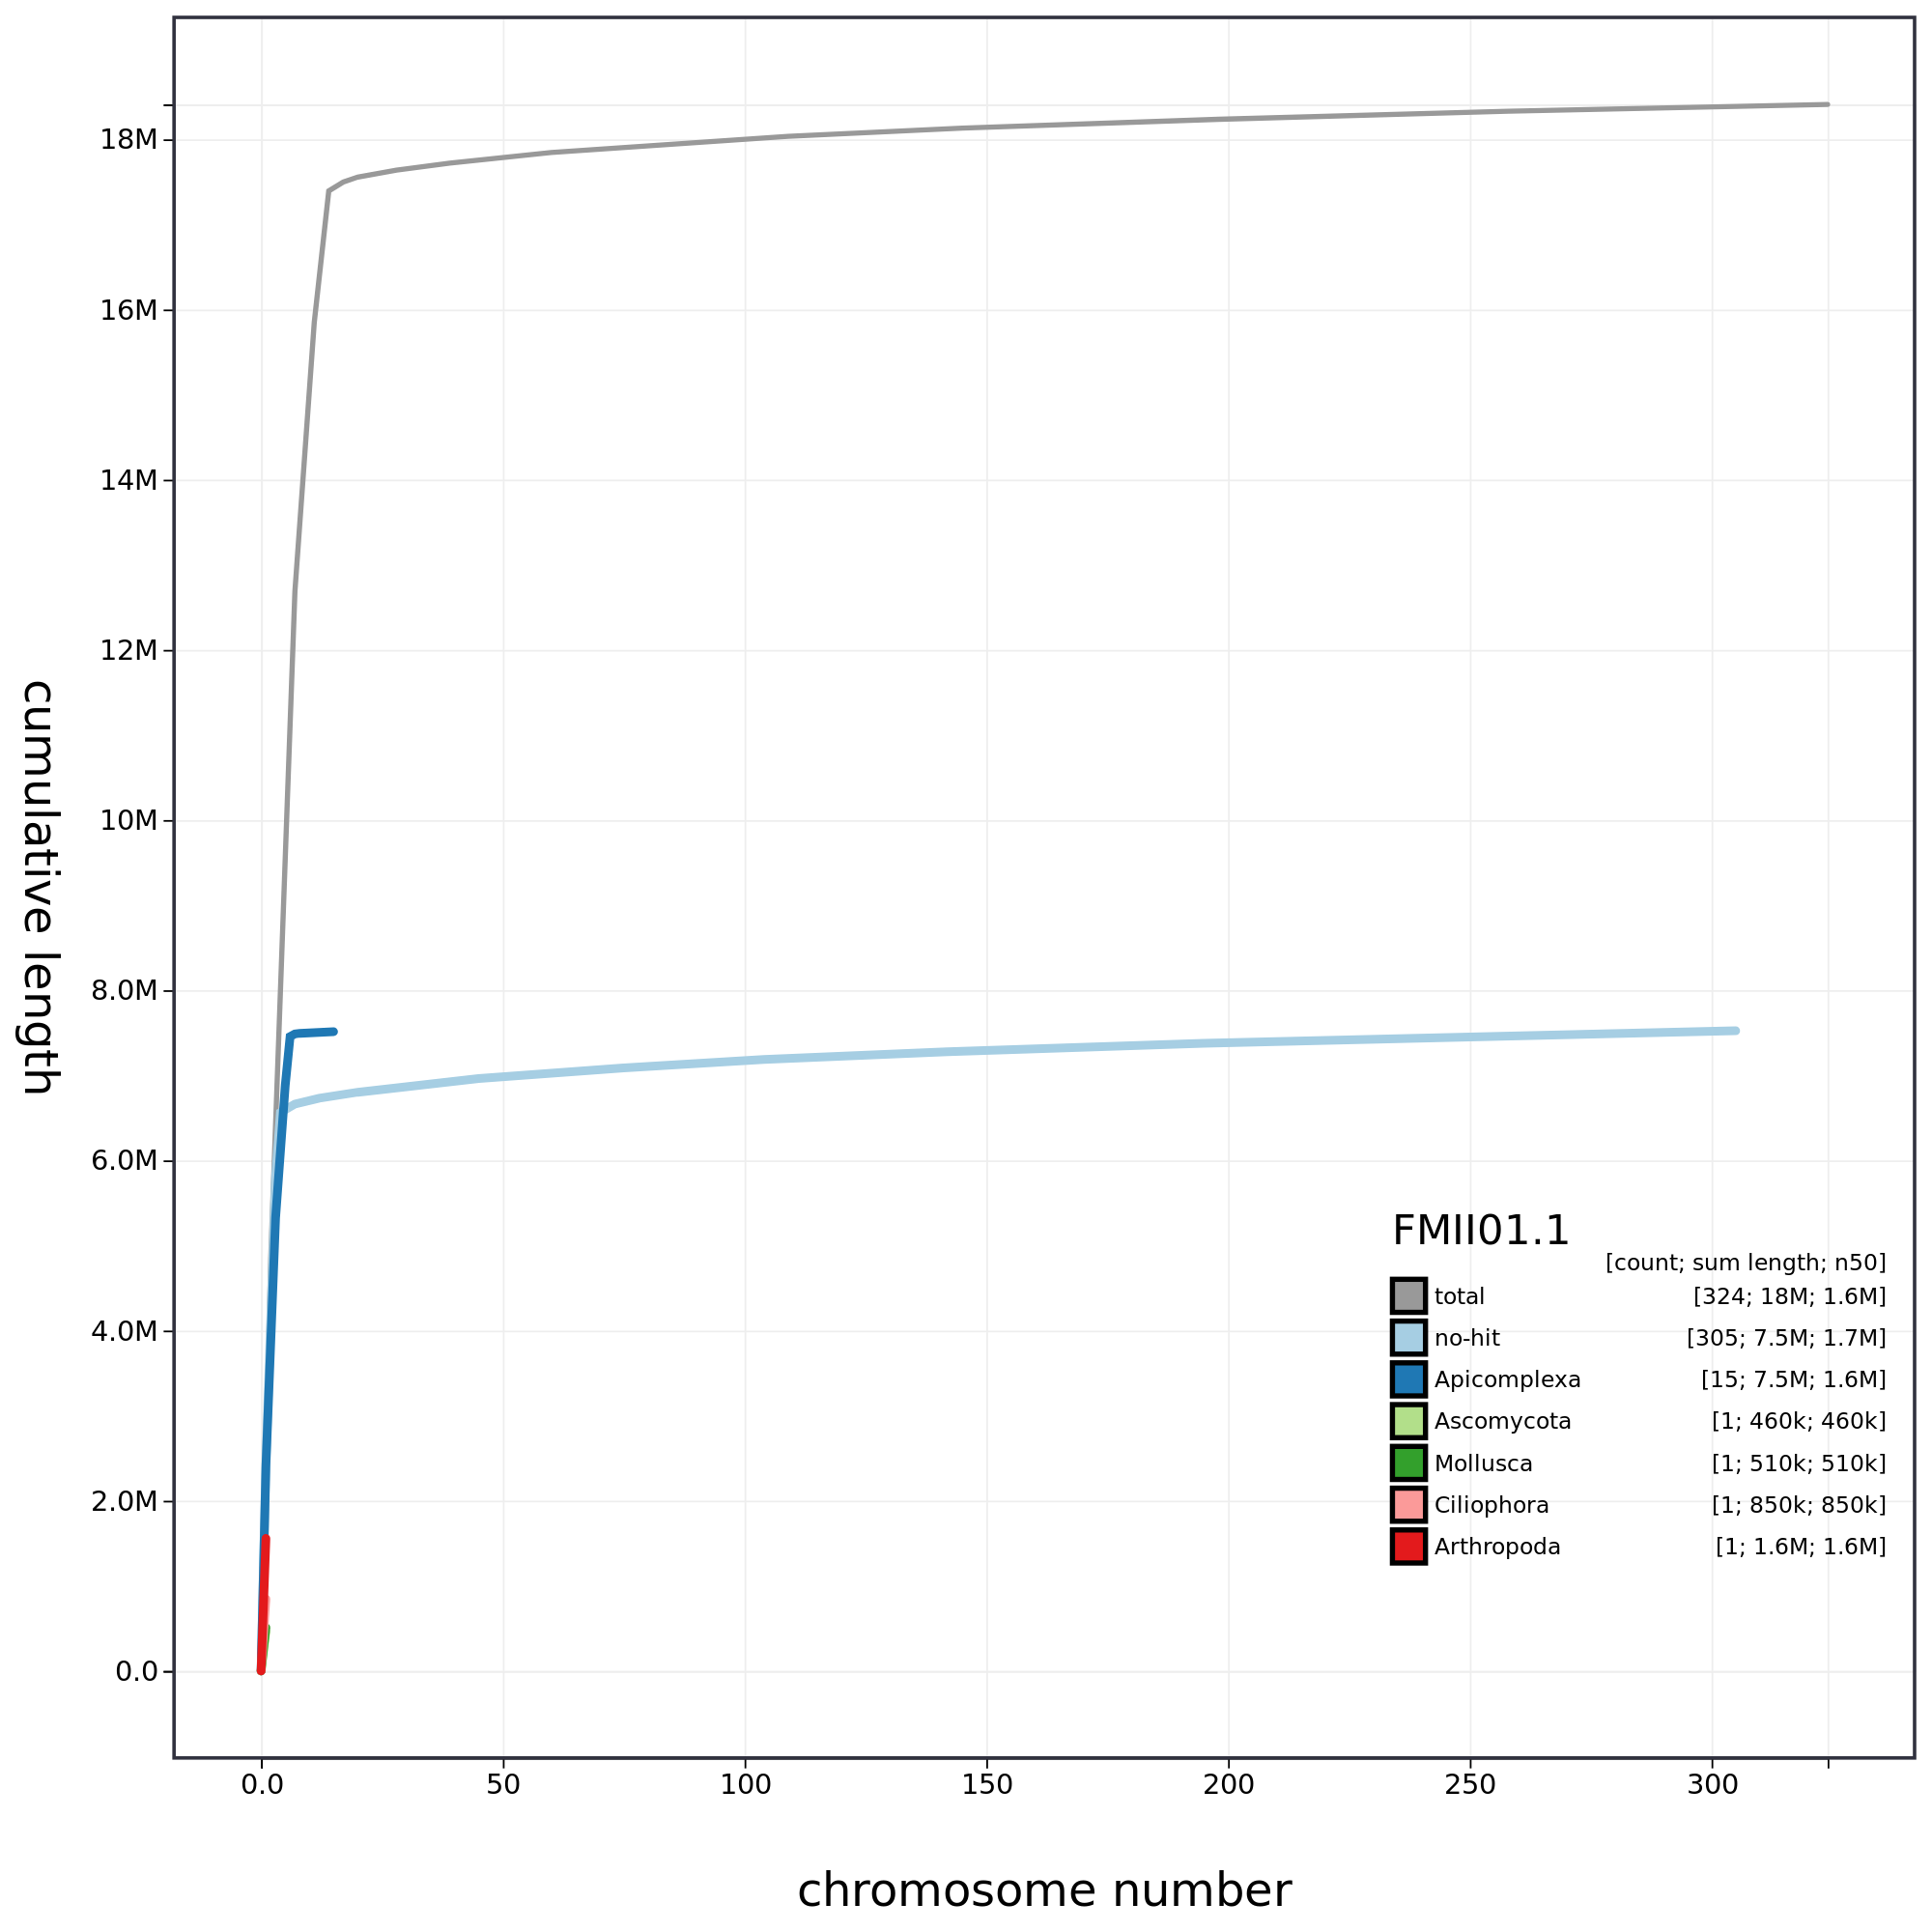 18M
16M
14M
12M
10M
8.0M
6.0M
4.0M
2.0M
0.0
cumulative length
FMII01.1
[count; sum length; n50]
total [324; 18M; 1.6M]
no-hit [305; 7.5M; 1.7M]
Apicomplexa [15; 7.5M; 1.6M]
Ascomycota [1; 460k; 460k]
Mollusca [1; 510k; 510k]
Ciliophora [1; 850k; 850k]
Arthropoda [1; 1.6M; 1.6M]
0.0 50 100 150 200 250 300
chromosome number